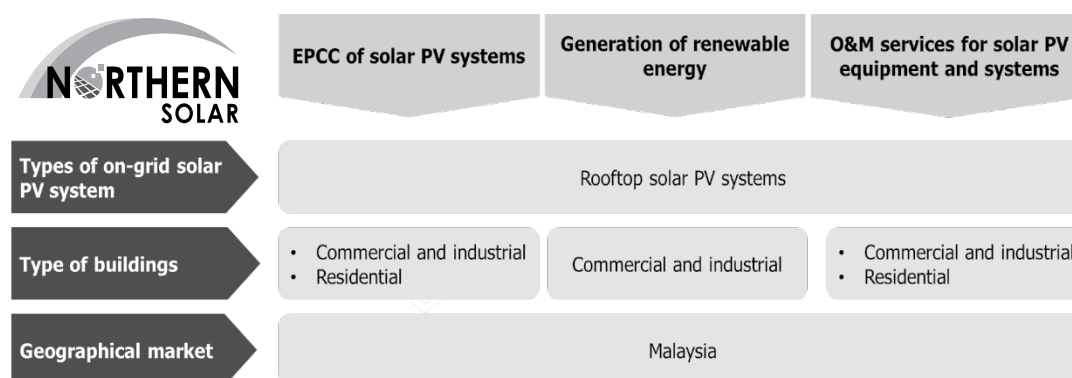 NORTHERN
SOLAR
EPCC of solar PV systems
Generation of renewable
energy
O&M services for solar PV
equipment and systems
Types of on-grid solar
PV system
Rooftop solar PV systems
Type of buildings
• Commercial and industrial
• Residential
Commercial and industrial
• Commercial and industrial
• Residential
Geographical market
Malaysia